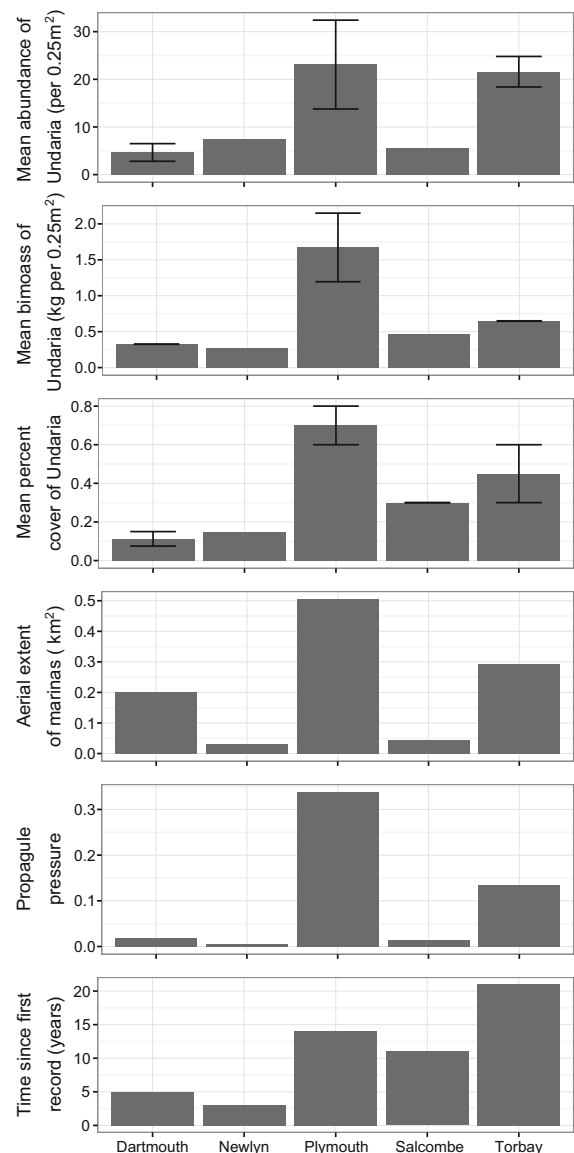 Mean abundance of
Undaria (per 0.25m²)
30
20
10
0
Mean bimoass of
Undaria (kg per 0.25m²)
2.0
1.5
1.0
0.5
0.0
Mean percent
cover of Undaria
0.8
0.6
0.4
0.2
0.0
Aerial extent
of marinas ( km²)
0.5
0.4
0.3
0.2
0.1
0.0
Propagule
pressure
0.3
0.2
0.1
0.0
Time since first
record (years)
20
15
10
5
0
Dartmouth Newlyn Plymouth Salcombe Torbay